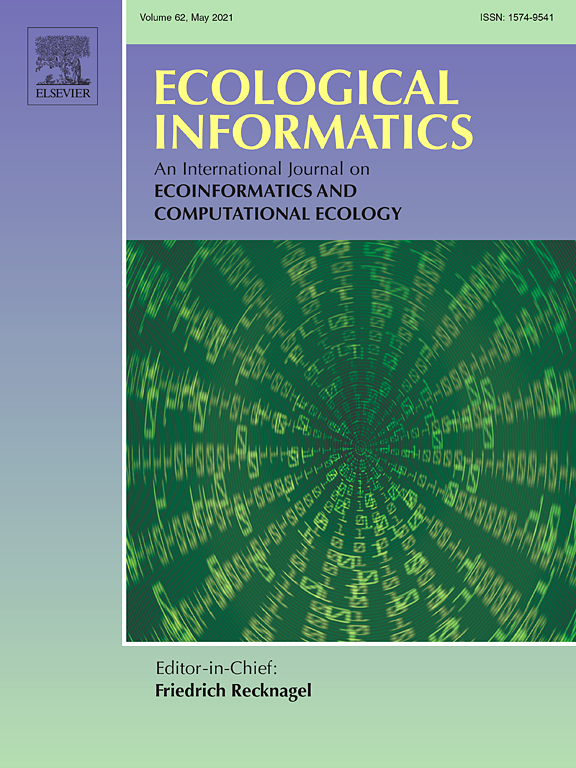 Volume 62, May 2021
ISSN: 1574-9541
ELSEVIER
ECOLOGICAL
INFORMATICS
An International Journal on
ECOINFORMATICS AND
COMPUTATIONAL ECOLOGY
Editor-in-Chief:
Friedrich Recknagel